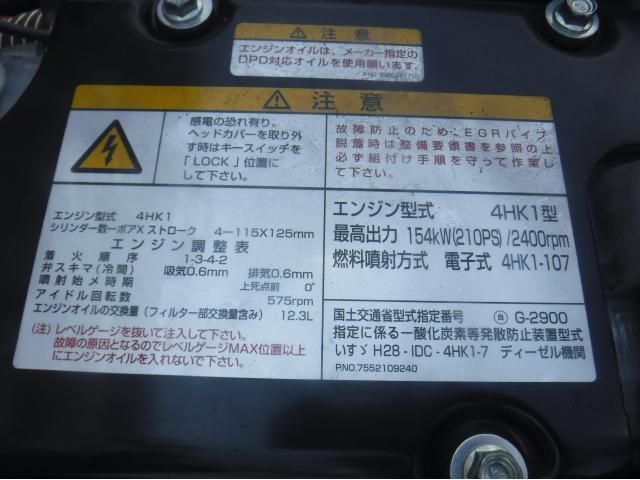 ⚠ 注意
エンジンオイルは、メーカー指定の
DPD対応オイルを使用願います。
⚠ 注意
感電の恐れ有り。
ヘッドカバーを取り外
す時はキースイッチを
「LOCK」位置に
して下さい。
故障防止のため、EGRパイプ
脱着時は整備要領書を参照の上
必ず組付け手順を守って作業し
て下さい。
エンジン型式 4HK1
シリンダー数ーボアXストローク 4-115X125mm
エンジン調整表
着火順序 1-3-4-2
弁スキマ(冷間) 吸気0.6mm 排気0.6mm
噴射始メ時期 上死点前 0°
アイドル回転数 575rpm
エンジンオイルの交換量(フィルター部交換量含み) 12.3L
(注)レベルゲージを抜いて注入して下さい。
故障の原因となるのでレベルゲージMAX位置以上
にエンジンオイルを入れないで下さい。
エンジン型式 4HK1型
最高出力 154kW(210PS)/2400rpm
燃料噴射方式 電子式 4HK1-107
国土交通省型式指定番号 G-2900
指定に係る一酸化炭素等発散防止装置型式
いすゞ H28-IDC-4HK1-7 ディーゼル機関
P.NO.7552109240